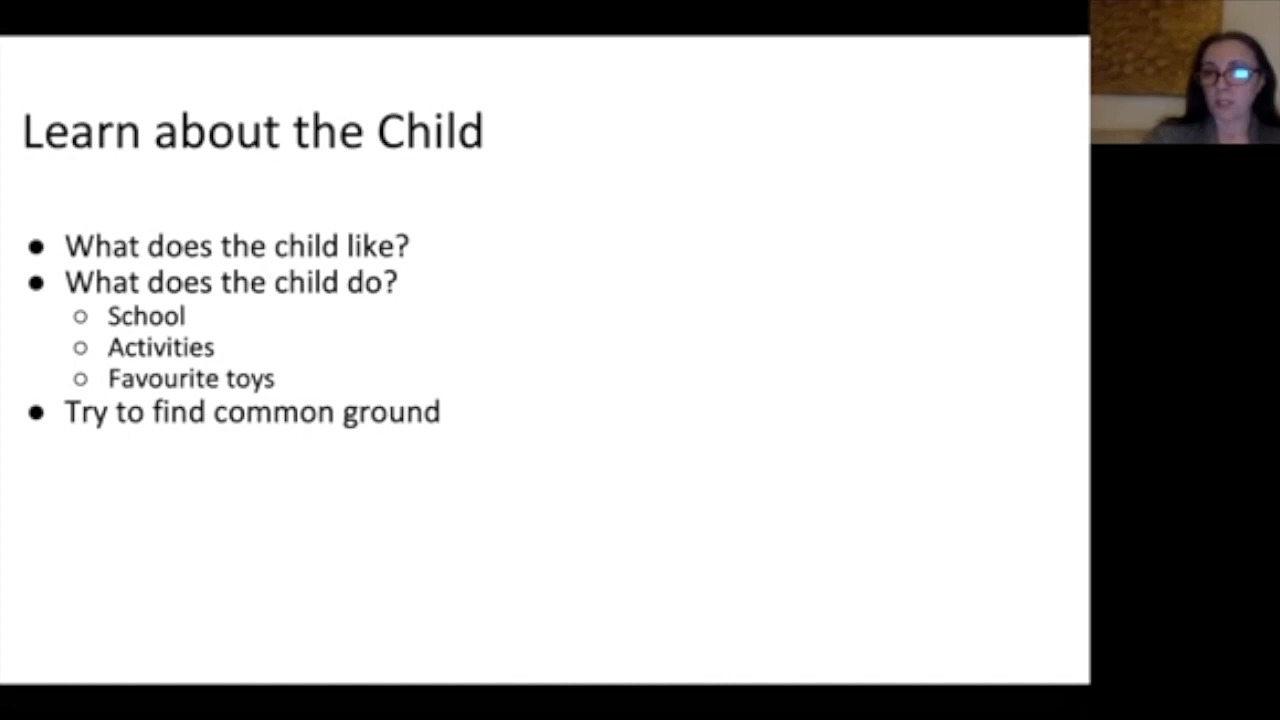 Learn about the Child
● What does the child like?
● What does the child do?
○ School
○ Activities
○ Favourite toys
● Try to find common ground